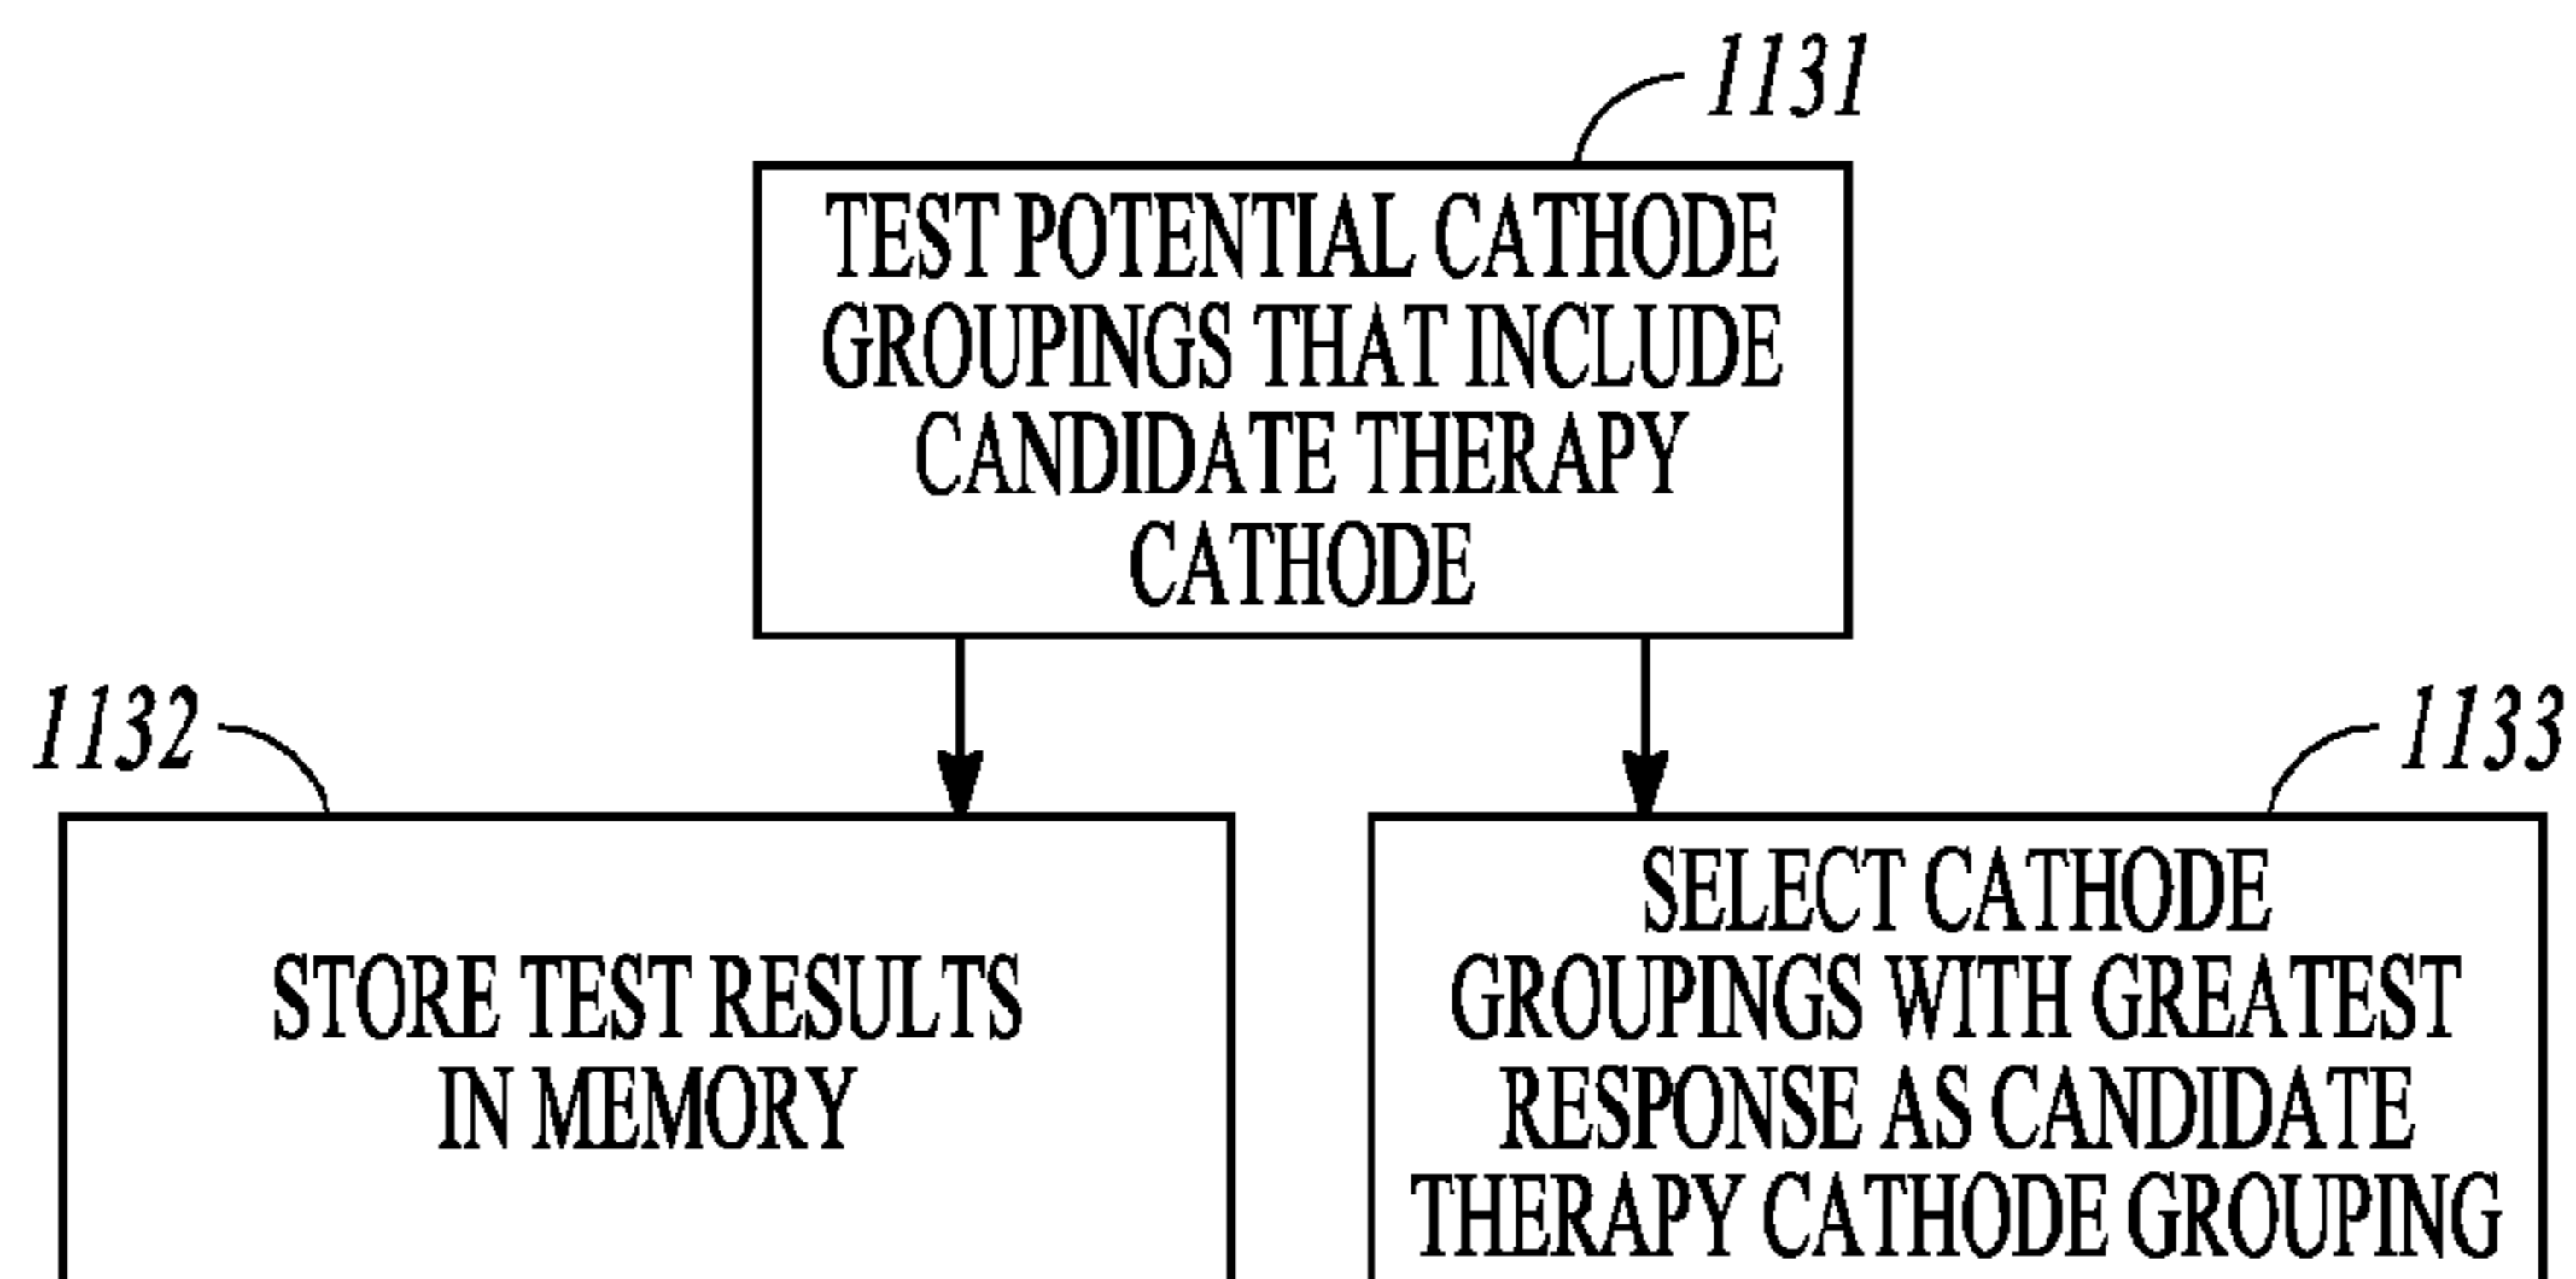 1131
TEST POTENTIAL CATHODE
GROUPINGS THAT INCLUDE
CANDIDATE THERAPY
CATHODE
1132
STORE TEST RESULTS
IN MEMORY
1133
SELECT CATHODE
GROUPINGS WITH GREATEST
RESPONSE AS CANDIDATE
THERAPY CATHODE GROUPING